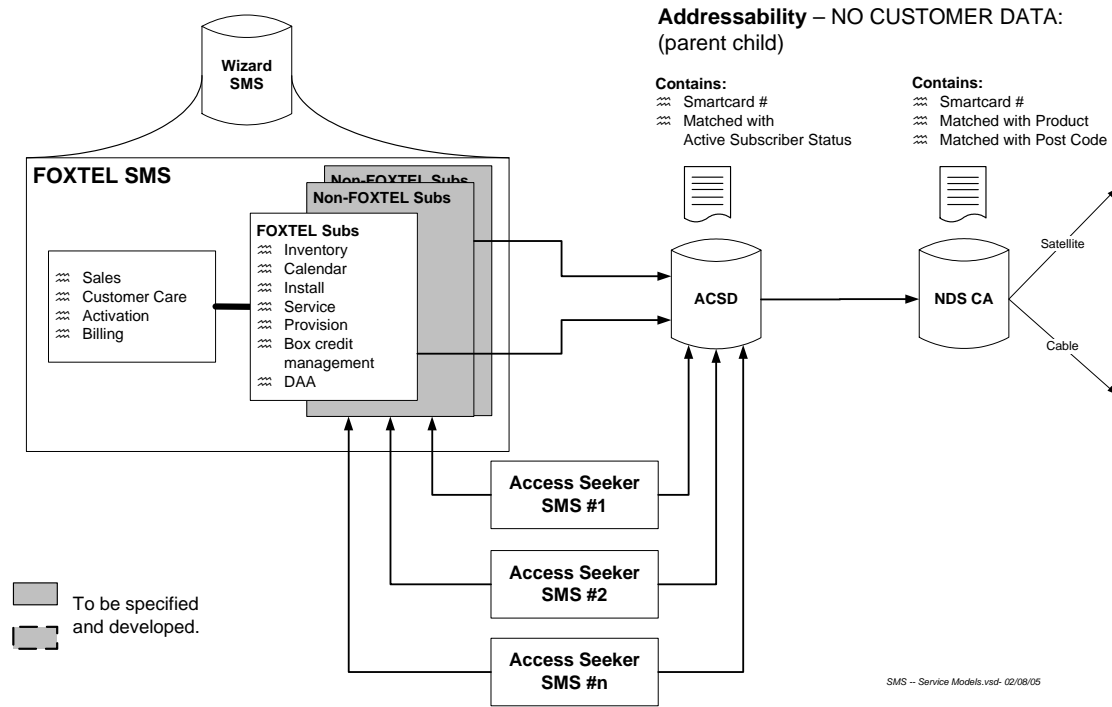 Addressability – NO CUSTOMER DATA:
(parent child)
Wizard
SMS
Contains:
Smartcard #
Matched with
Active Subscriber Status
Contains:
Smartcard #
Matched with Product
Matched with Post Code
FOXTEL SMS
Non-FOXTEL Subs
Non-FOXTEL Subs
FOXTEL Subs
Inventory
Calendar
Install
Service
Provision
Box credit
management
DAA
Sales
Customer Care
Activation
Billing
ACSD
NDS CA
Satellite
Cable
Access Seeker
SMS #1
Access Seeker
SMS #2
Access Seeker
SMS #n
To be specified
and developed.
SMS -- Service Models.vsd- 02/08/05